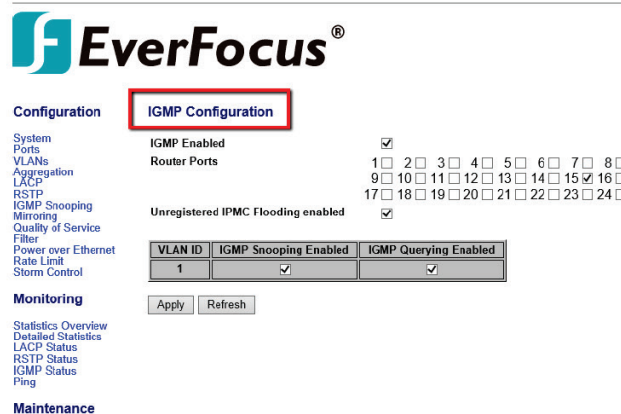 EverFocus®
Configuration
System
Ports
VLANs
Aggregation
LACP
RSTP
IGMP Snooping
Mirroring
Quality of Service
Filter
Power over Ethernet
Rate Limit
Storm Control
Monitoring
Statistics Overview
Detailed Statistics
LACP Status
RSTP Status
IGMP Status
Ping
Maintenance
IGMP Configuration
IGMP Enabled
Router Ports
1 2 3 4 5 6 7 8
9 10 11 12 13 14 15 16
17 18 19 20 21 22 23 24
Unregistered IPMC Flooding enabled
VLAN ID IGMP Snooping Enabled IGMP Querying Enabled
1
Apply Refresh